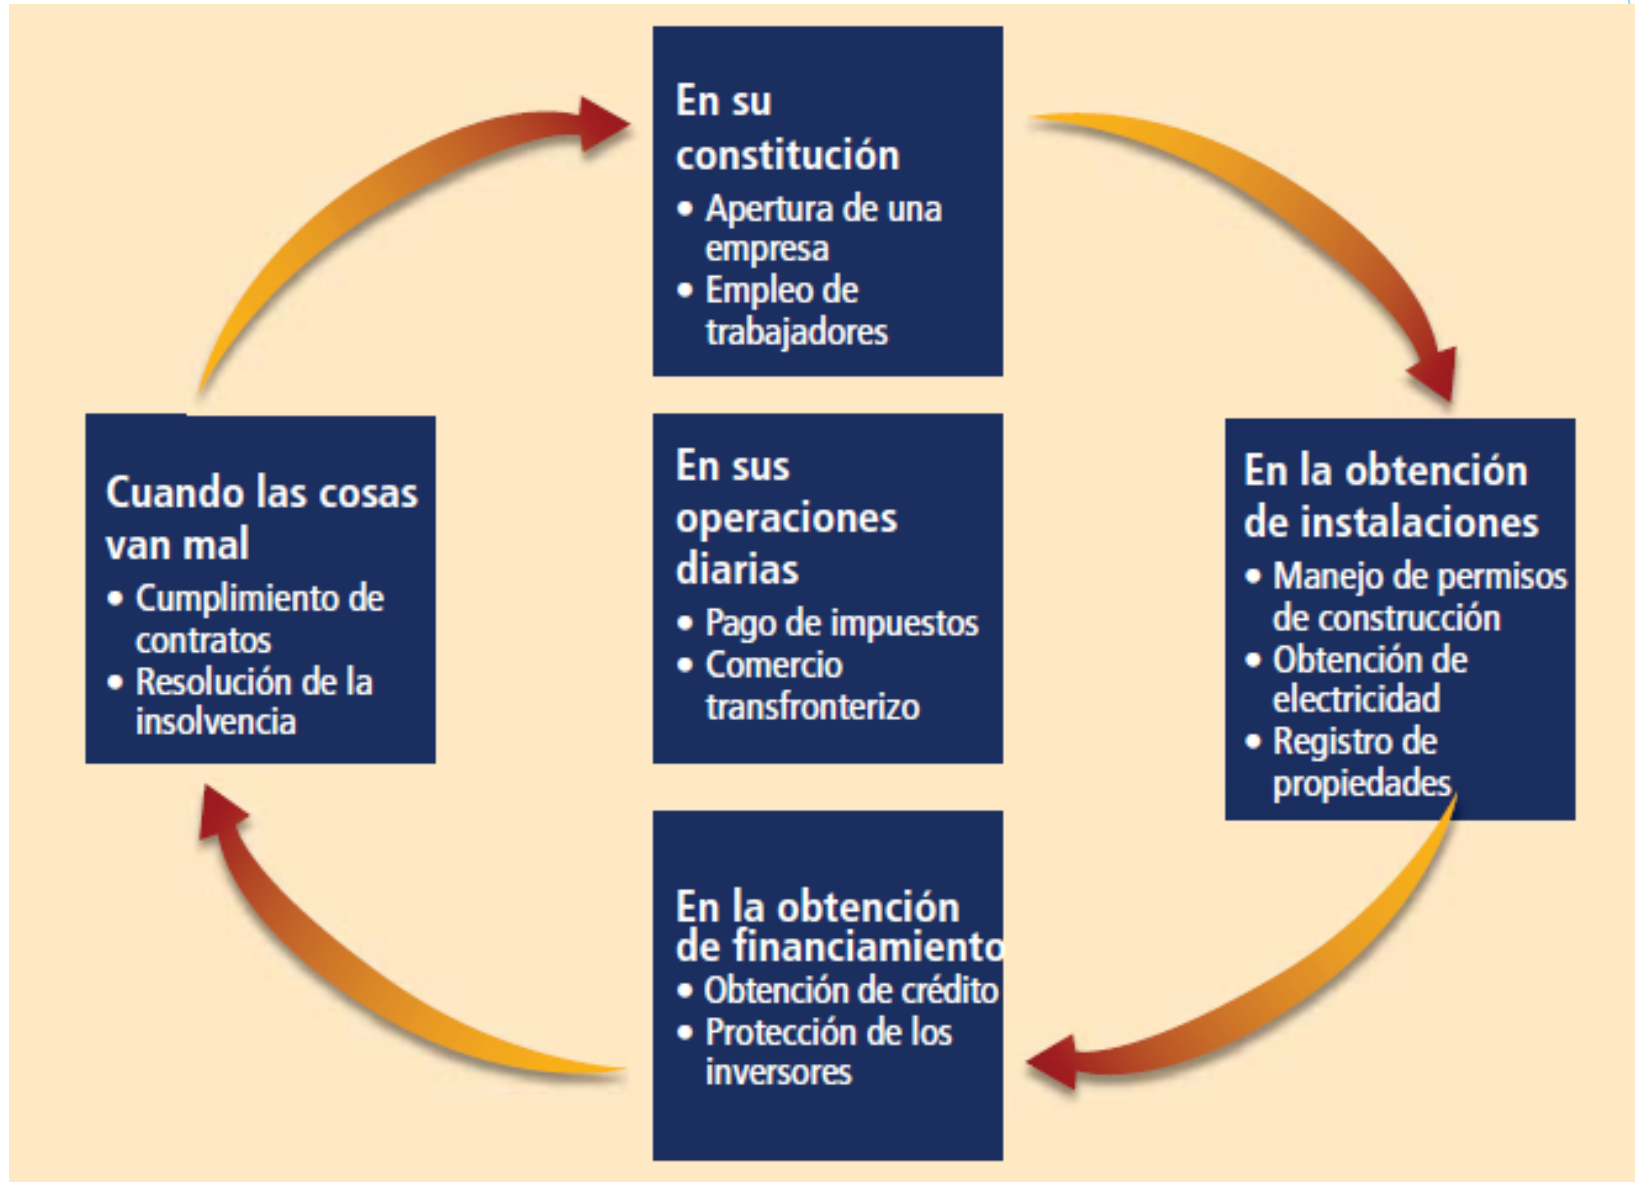 En su
constitución
• Apertura de una
empresa
• Empleo de
trabajadores
Cuando las cosas
van mal
• Cumplimiento de
contratos
• Resolución de la
insolvencia
En sus
operaciones
diarias
• Pago de impuestos
• Comercio
transfronterizo
En la obtención
de instalaciones
• Manejo de permisos
de construcción
• Obtención de
electricidad
• Registro de
propiedades
En la obtención
de financiamiento
• Obtención de crédito
• Protección de los
inversores